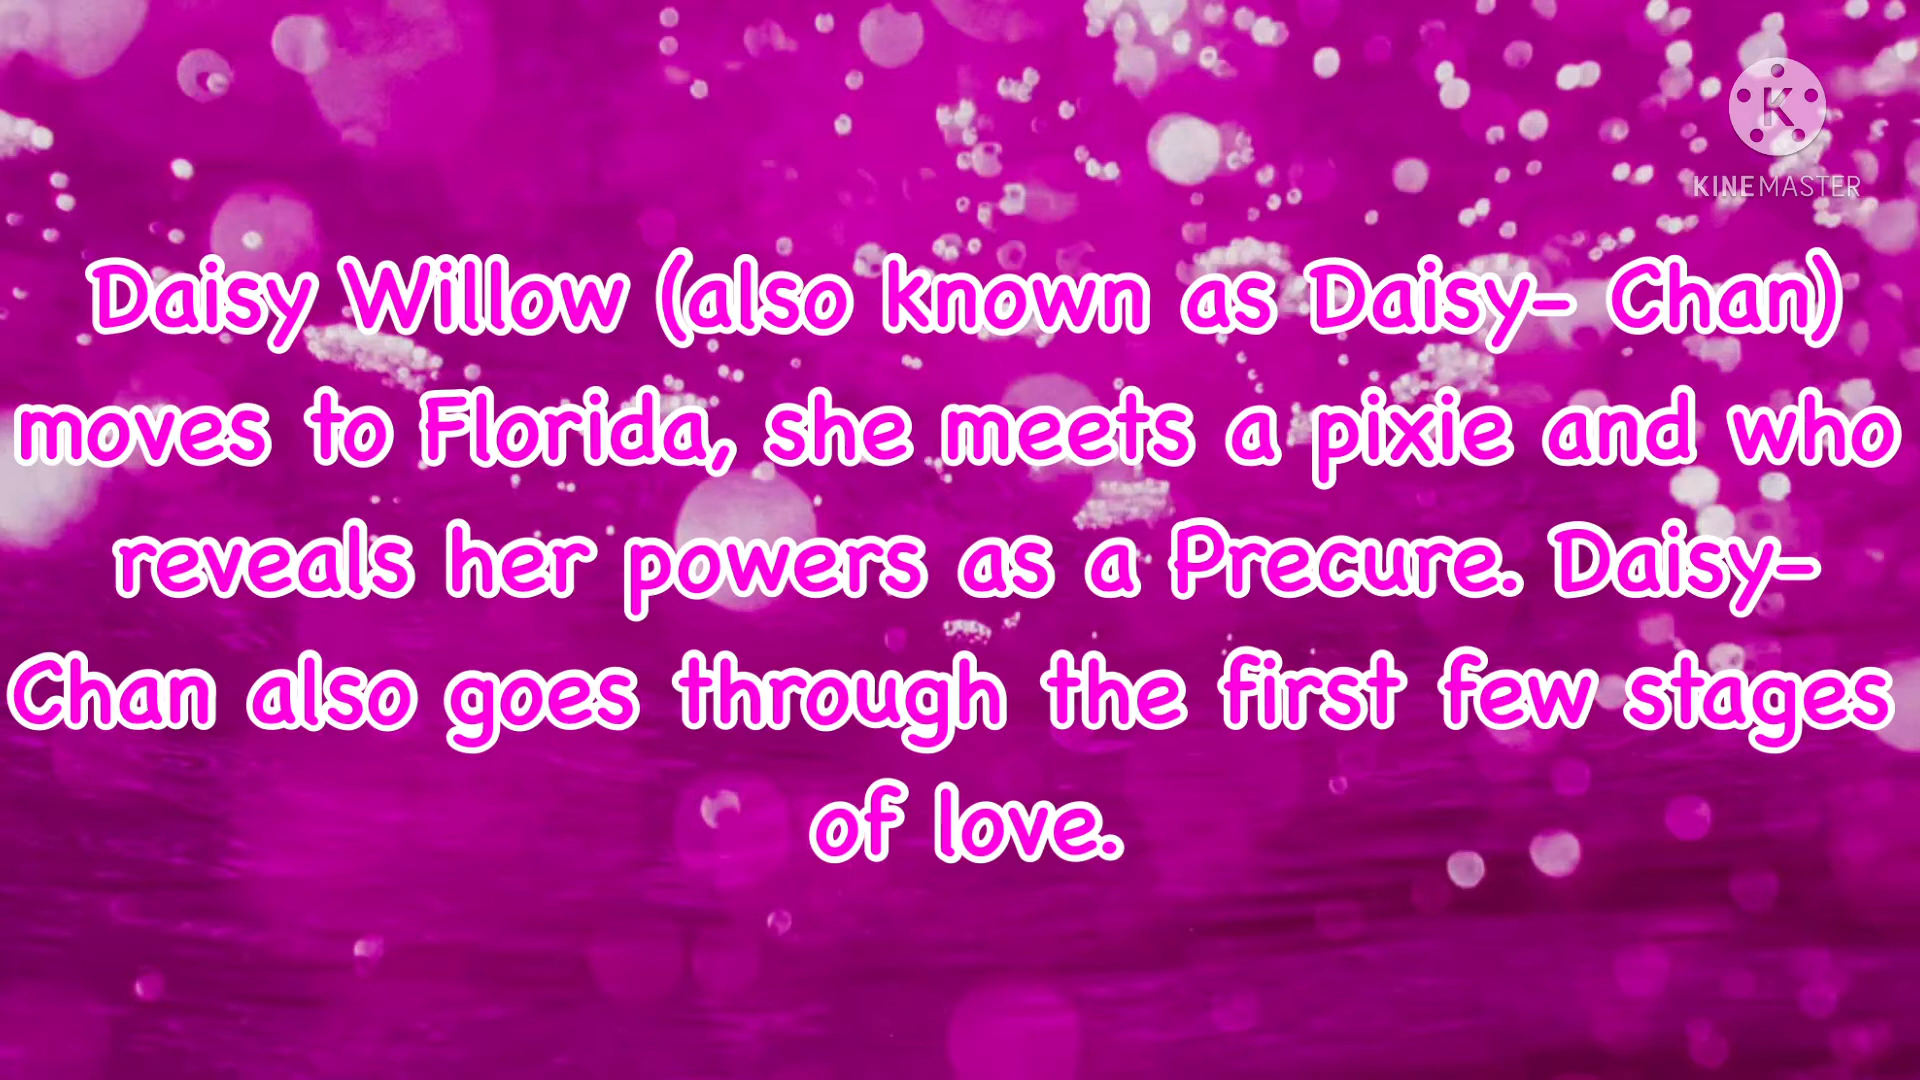 K
KINEMASTER
Daisy Willow (also known as Daisy- Chan)
moves to Florida, she meets a pixie and who
reveals her powers as a Precure. Daisy-
Chan also goes through the first few stages
of love.